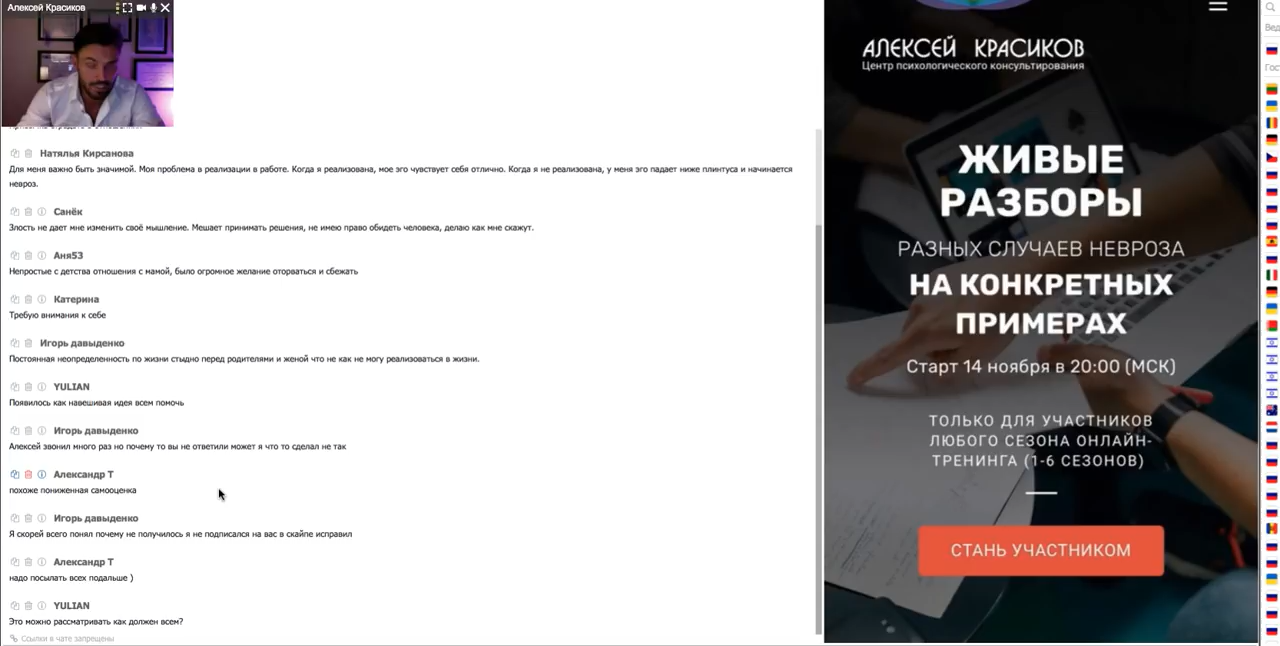 Алексей Красиков
Натялья Кирсанова
Для меня важно быть значимой. Моя проблема в реализации в работе. Когда я реализована, мое эго чувствует себя отлично. Когда я не реализована, у меня эго падает ниже плинтуса и начинается
невроз.
Санёк
Злость не дает мне изменить своё мышление. Мешает принимать решения, не имею право обидеть человека, делаю как мне скажут.
Аня53
Непростые с детства отношения с мамой, было огромное желание оторваться и сбежать
Катерина
Требую внимания к себе
Игорь давыденко
Постоянная неопределенность по жизни стыдно перед родителями и женой что не как не могу реализоваться в жизни.
YULIAN
Появилось как навешивая идея всем помочь
Игорь давыденко
Алексей звонил много раз но почему то вы не ответили может я что то сделал не так
Александр Т
похоже пониженная самооценка
Игорь давыденко
Я скорей всего понял почему не получилось я не подписался на вас в скайпе исправил
Александр Т
надо посылать всех подальше )
YULIAN
Это можно рассматривать как должен всем?
Ссылки в чате запрещены
АЛЕКСЕЙ КРАСИКОВ
Центр психологического консультирования
ЖИВЫЕ
РАЗБОРЫ
РАЗНЫХ СЛУЧАЕВ НЕВРОЗА
НА КОНКРЕТНЫХ
ПРИМЕРАХ
Старт 14 ноября в 20:00 (МСК)
ТОЛЬКО ДЛЯ УЧАСТНИКОВ
ЛЮБОГО СЕЗОНА ОНЛАЙН-
ТРЕНИНГА (1-6 СЕЗОНОВ)
СТАНЬ УЧАСТНИКОМ
Вед
Гос